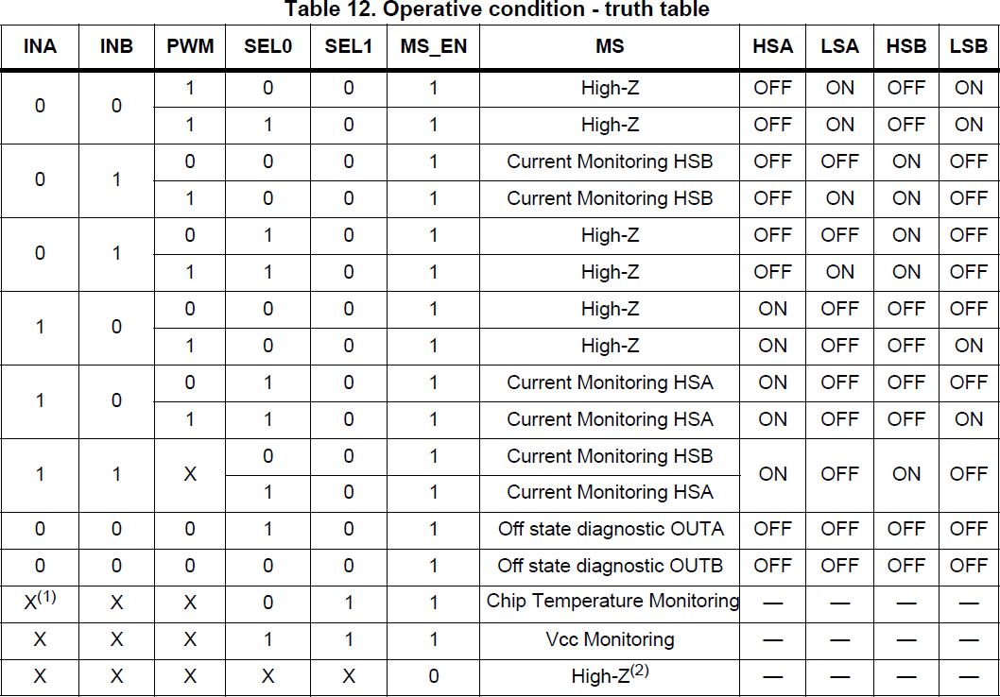 Table 12. Operative condition - truth table
INA INB PWM SEL0 SEL1 MS_EN MS HSA LSA HSB LSB
0 0 1 0 0 1 High-Z OFF ON OFF ON
1 1 0 1 High-Z OFF ON OFF ON
0 1 0 0 0 1 Current Monitoring HSB OFF OFF ON OFF
1 0 0 1 Current Monitoring HSB OFF ON ON OFF
0 1 0 1 0 1 High-Z OFF OFF ON OFF
1 1 0 1 High-Z OFF ON ON OFF
1 0 0 0 0 1 High-Z ON OFF OFF OFF
1 0 0 1 High-Z ON OFF OFF ON
1 0 0 1 0 1 Current Monitoring HSA ON OFF OFF OFF
1 1 0 1 Current Monitoring HSA ON OFF OFF ON
1 1 X 0 0 1 Current Monitoring HSB ON OFF ON OFF
1 0 1 Current Monitoring HSA
0 0 0 1 0 1 Off state diagnostic OUTA OFF OFF OFF OFF
0 0 0 0 0 1 Off state diagnostic OUTB OFF OFF OFF OFF
X(1) X X 0 1 1 Chip Temperature Monitoring — — — —
X X X 1 1 1 Vcc Monitoring — — — —
X X X X X 0 High-Z(2) — — — —